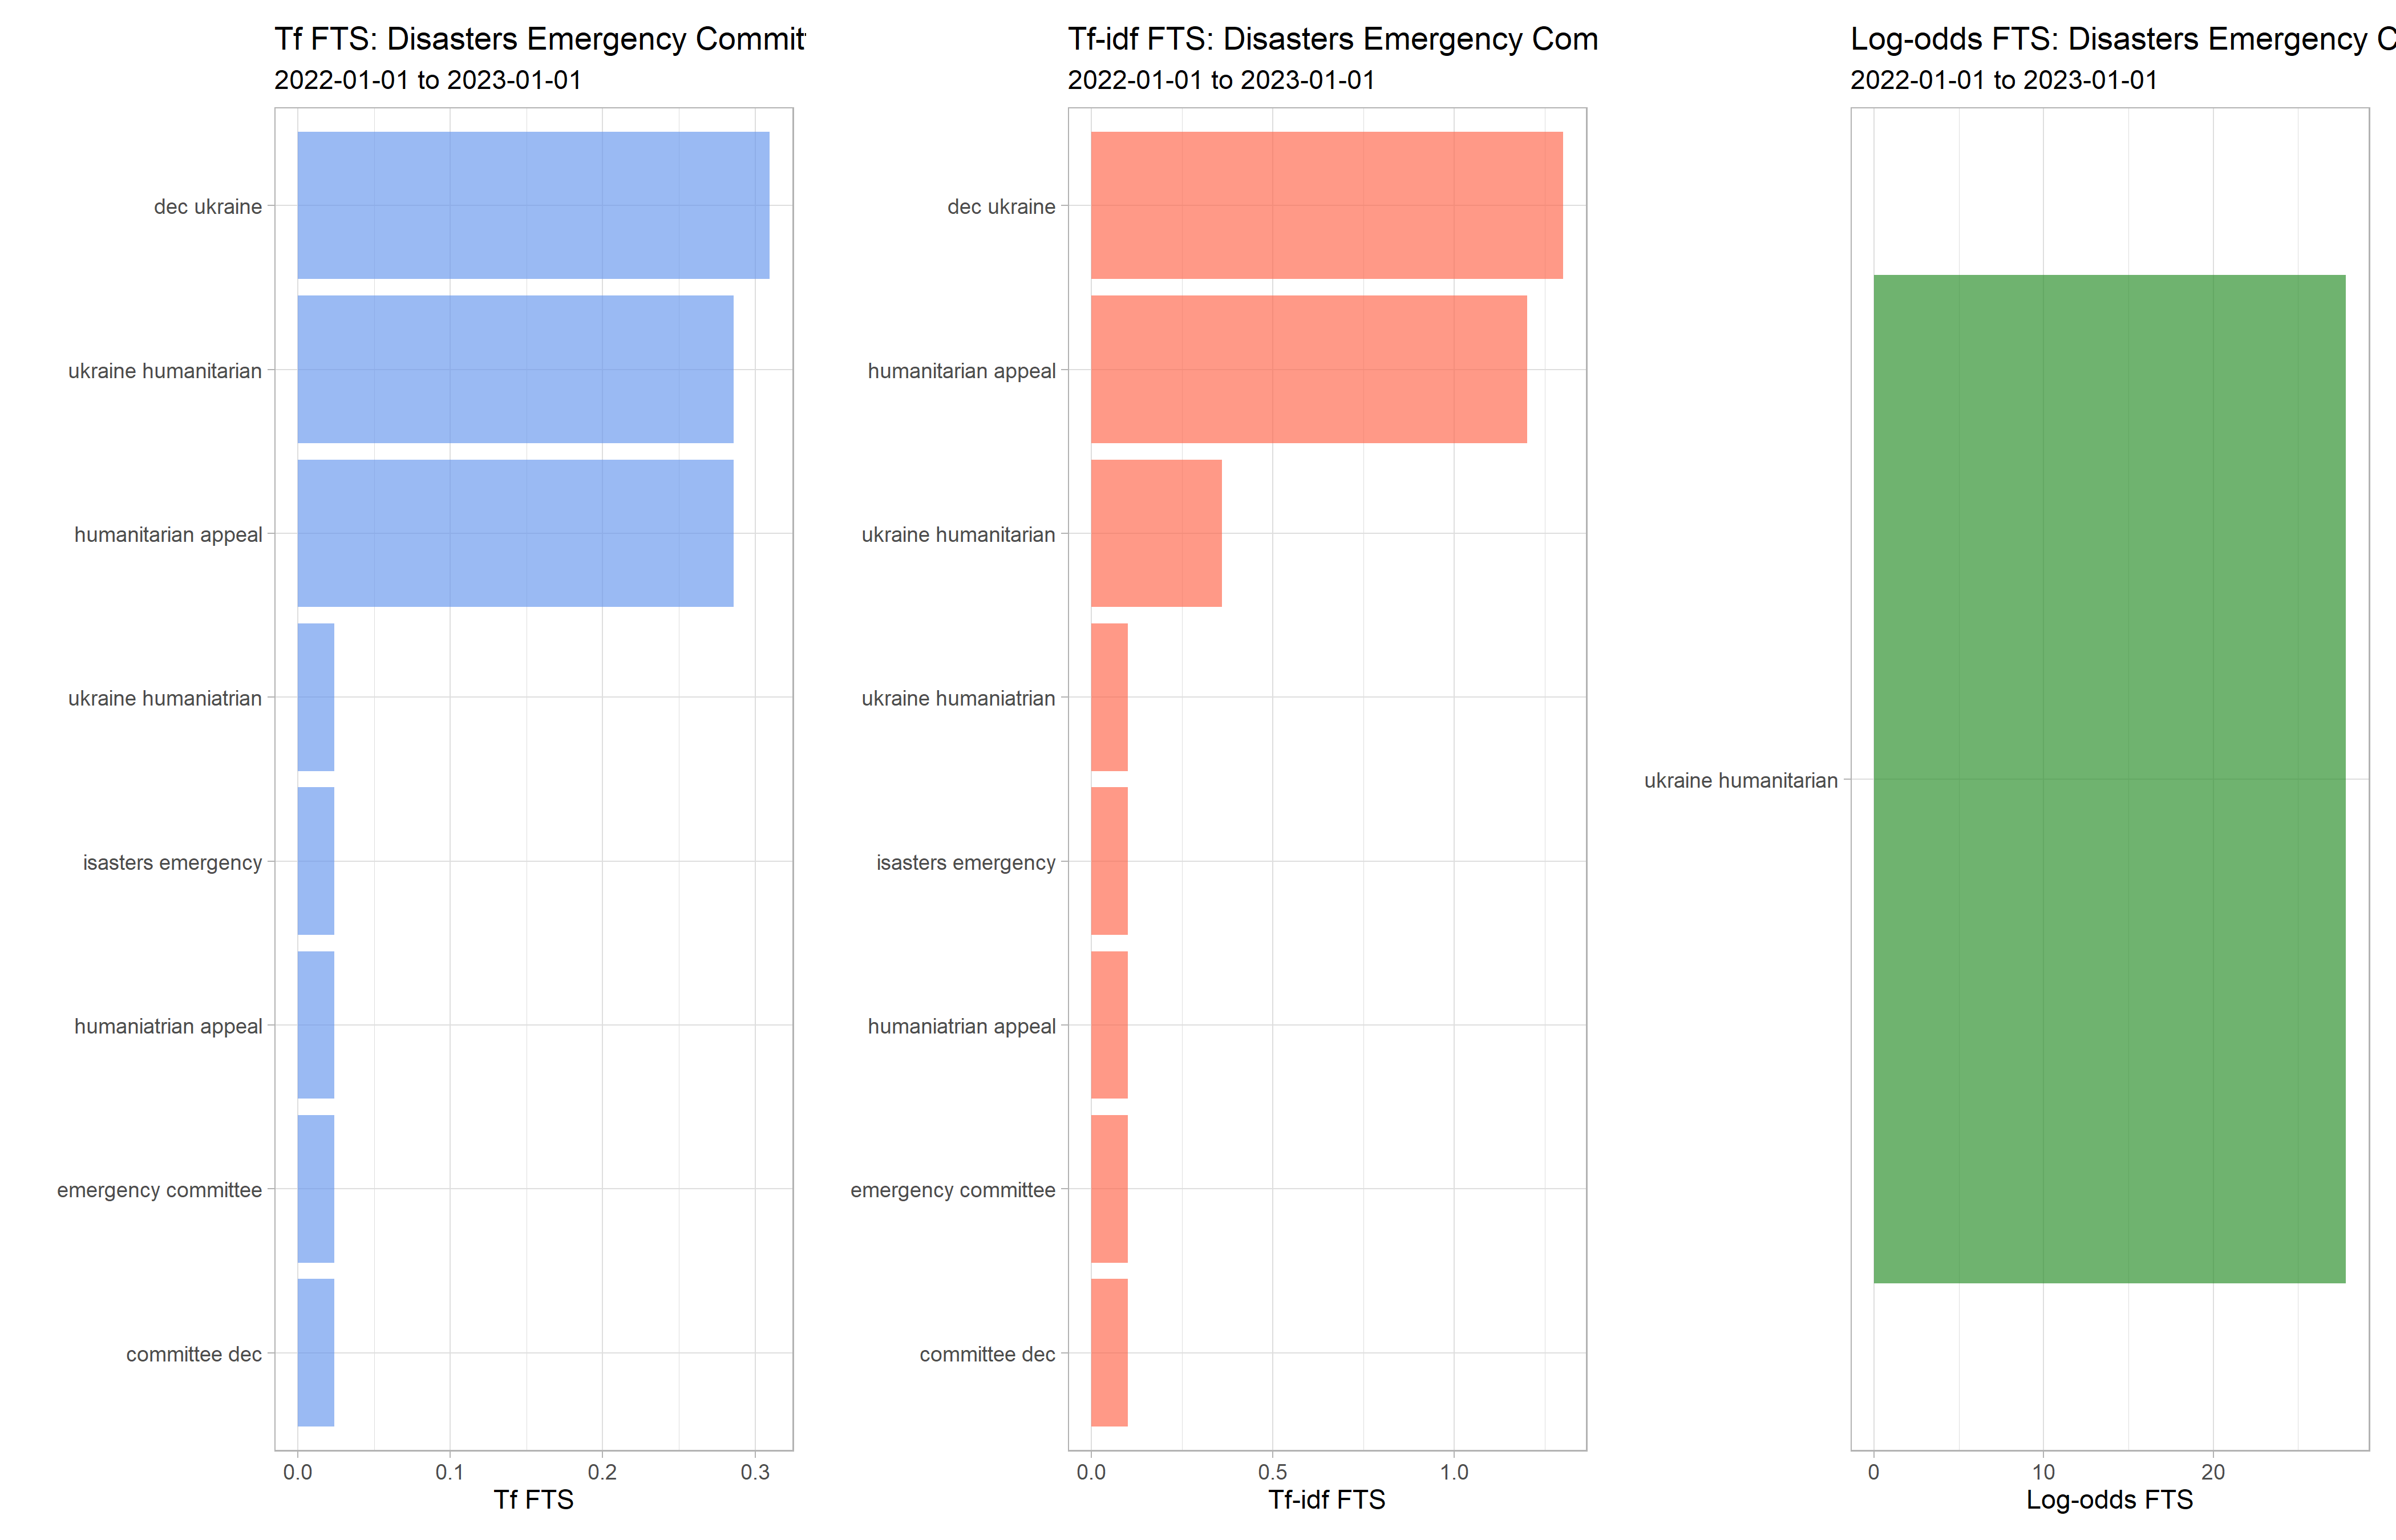 Tf FTS: Disasters Emergency Commit
2022-01-01 to 2023-01-01
dec ukraine
ukraine humanitarian
humanitarian appeal
ukraine humaniatrian
isasters emergency
humaniatrian appeal
emergency committee
committee dec
0.0 0.1 0.2 0.3
Tf FTS
Tf-idf FTS: Disasters Emergency Com
2022-01-01 to 2023-01-01
dec ukraine
humanitarian appeal
ukraine humanitarian
ukraine humaniatrian
isasters emergency
humaniatrian appeal
emergency committee
committee dec
0.0 0.5 1.0
Tf-idf FTS
Log-odds FTS: Disasters Emergency C
2022-01-01 to 2023-01-01
ukraine humanitarian
0 10 20
Log-odds FTS